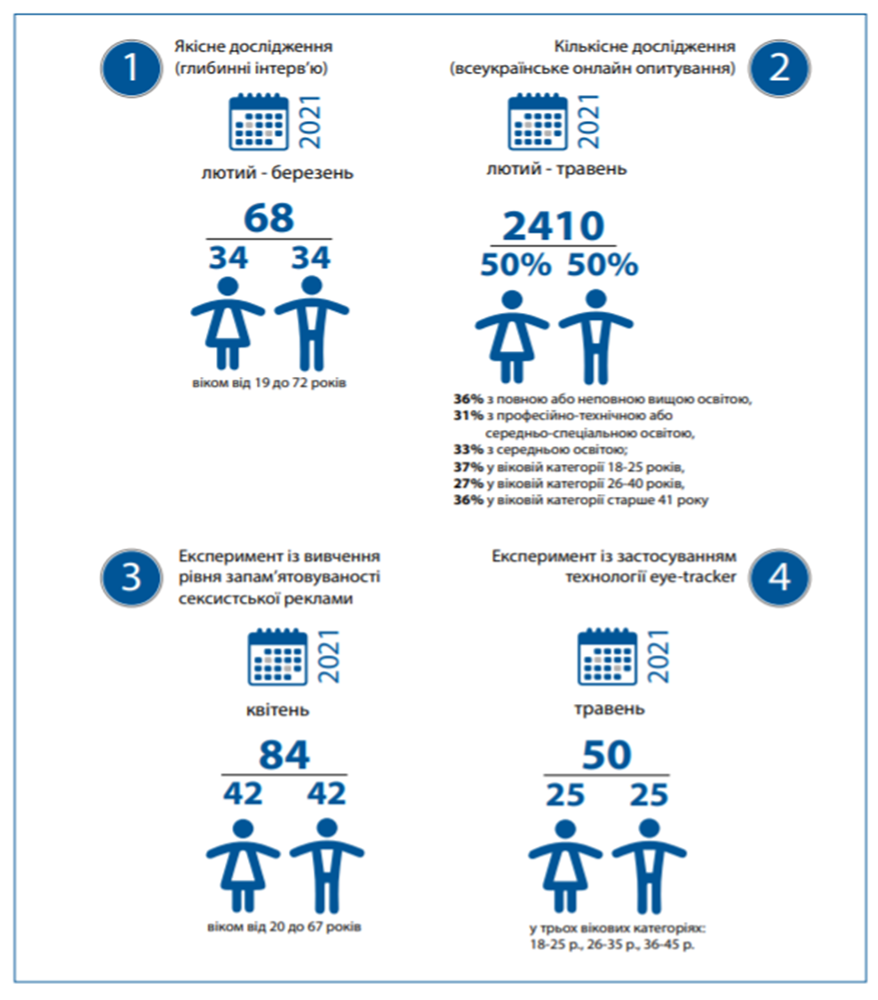 1
Якісне дослідження
(глибинні інтерв’ю)
2021
лютий - березень
68
34 34
віком від 19 до 72 років
Кількісне дослідження
(всеукраїнське онлайн опитування)
2
2021
лютий - травень
2410
50% 50%
36% з повною або неповною вищою освітою,
31% з професійно-технічною або
середньо-спеціальною освітою,
33% з середньою освітою;
37% у віковій категорії 18-25 років,
27% у віковій категорії 26-40 років,
36% у віковій категорії старше 41 року
3
Експеримент із вивчення
рівня запам’ятовуваності
сексистської реклами
2021
квітень
84
42 42
віком від 20 до 67 років
Експеримент із застосуванням
технології eye-tracker
4
2021
травень
50
25 25
у трьох вікових категоріях:
18-25 р., 26-35 р., 36-45 р.